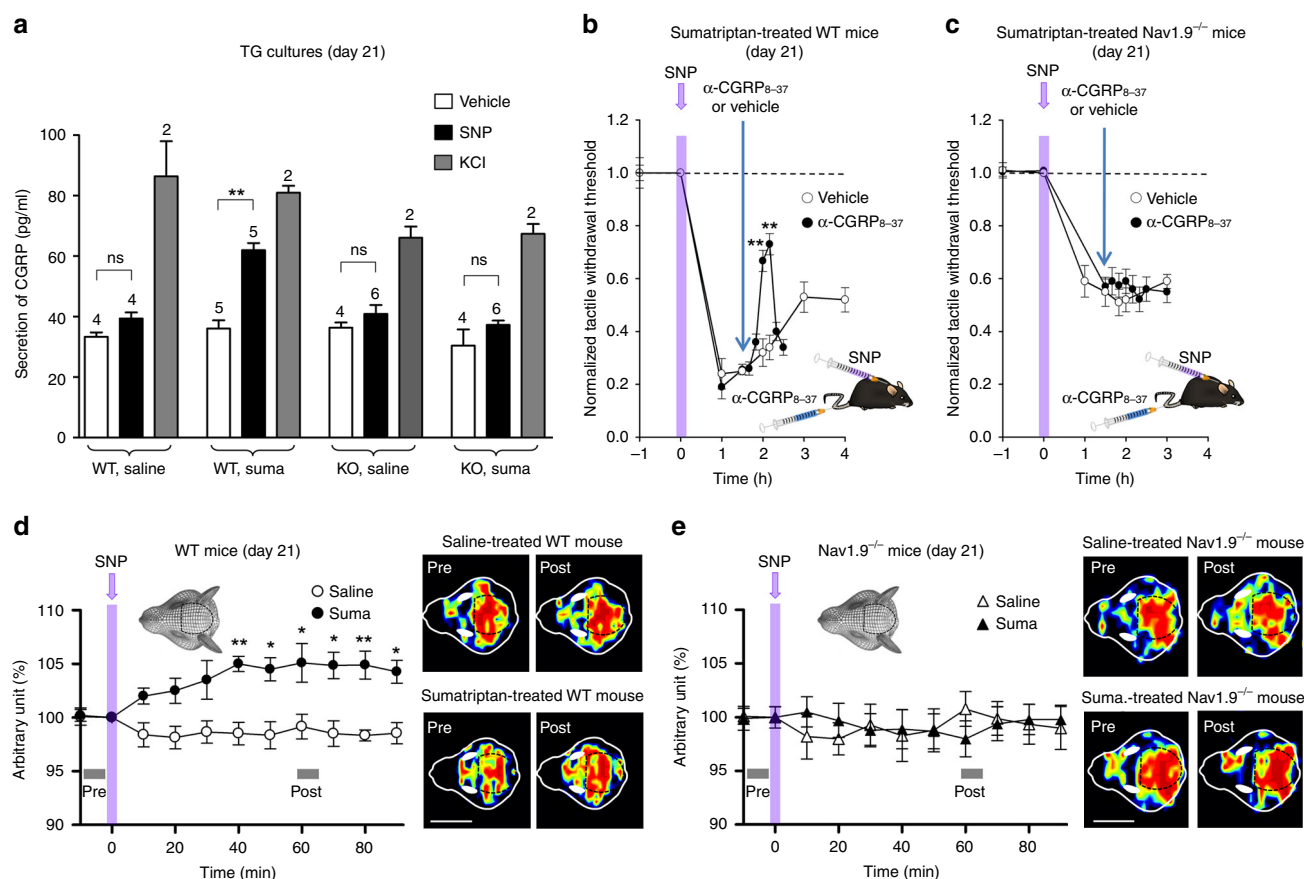 a
TG cultures (day 21)
Vehicle
SNP
KCl
Secretion of CGRP (pg/ml)
100
80
60
40
20
0
ns
**
ns
ns
4
4
2
5
5
2
4
6
2
4
6
2
WT, saline
WT, suma
KO, saline
KO, suma
b
Sumatriptan-treated WT mice
(day 21)
SNP
α-CGRP8–37
or vehicle
Normalized tactile withdrawal threshold
1.2
1.0
0.8
0.6
0.4
0.2
0.0
Vehicle
α-CGRP8–37
** **
SNP
α-CGRP8–37
–1 0 1 2 3 4
Time (h)
c
Sumatriptan-treated Nav1.9–/– mice
(day 21)
SNP
α-CGRP8–37
or vehicle
Normalized tactile withdrawal threshold
1.2
1.0
0.8
0.6
0.4
0.2
0.0
Vehicle
α-CGRP8–37
SNP
α-CGRP8–37
–1 0 1 2 3 4
Time (h)
d
SNP
WT mice (day 21)
Saline
Suma
Arbitrary unit (%)
110
105
100
95
90
** * * * ** *
Pre
Post
0 20 40 60 80
Time (min)
Saline-treated WT mouse
Pre
Post
Sumatriptan-treated WT mouse
e
SNP
Nav1.9–/– mice (day 21)
Saline
Suma
Arbitrary unit (%)
110
105
100
95
90
Pre
Post
0 20 40 60 80
Time (min)
Saline-treated Nav1.9–/– mouse
Pre
Post
Suma.-treated Nav1.9–/– mouse